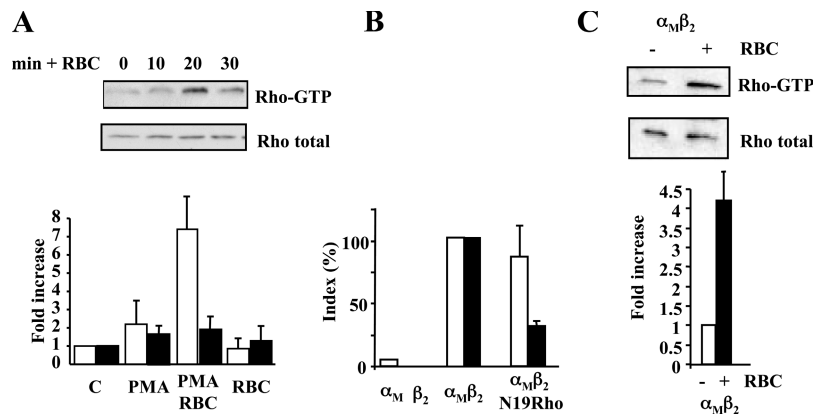 A
min + RBC 0 10 20 30
Rho-GTP
Rho total
Fold increase
8
7
6
5
4
3
2
1
0
C PMA PMA RBC
RBC
B
Index (%)
100
50
0
αM β2 αMβ2 αMβ2
N19Rho
C
αMβ2
- + RBC
Rho-GTP
Rho total
Fold increase
4.5
4
3.5
3
2.5
2
1.5
1
0.5
0
- + RBC
αMβ2